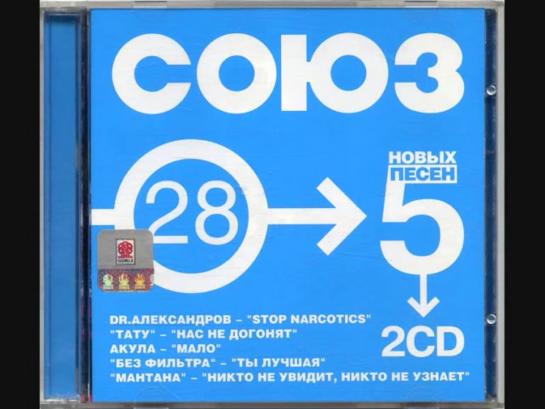 СОЮЗ
28
НОВЫХ
ПЕСЕН
5
2CD
DR.АЛЕКСАНДРОВ – "STOP NARCOTICS"
"ТАТУ" – "НАС НЕ ДОГОНЯТ"
АКУЛА – "МАЛО"
"БЕЗ ФИЛЬТРА" – "ТЫ ЛУЧШАЯ"
"МАНТАНА" – "НИКТО НЕ УВИДИТ, НИКТО НЕ УЗНАЕТ"